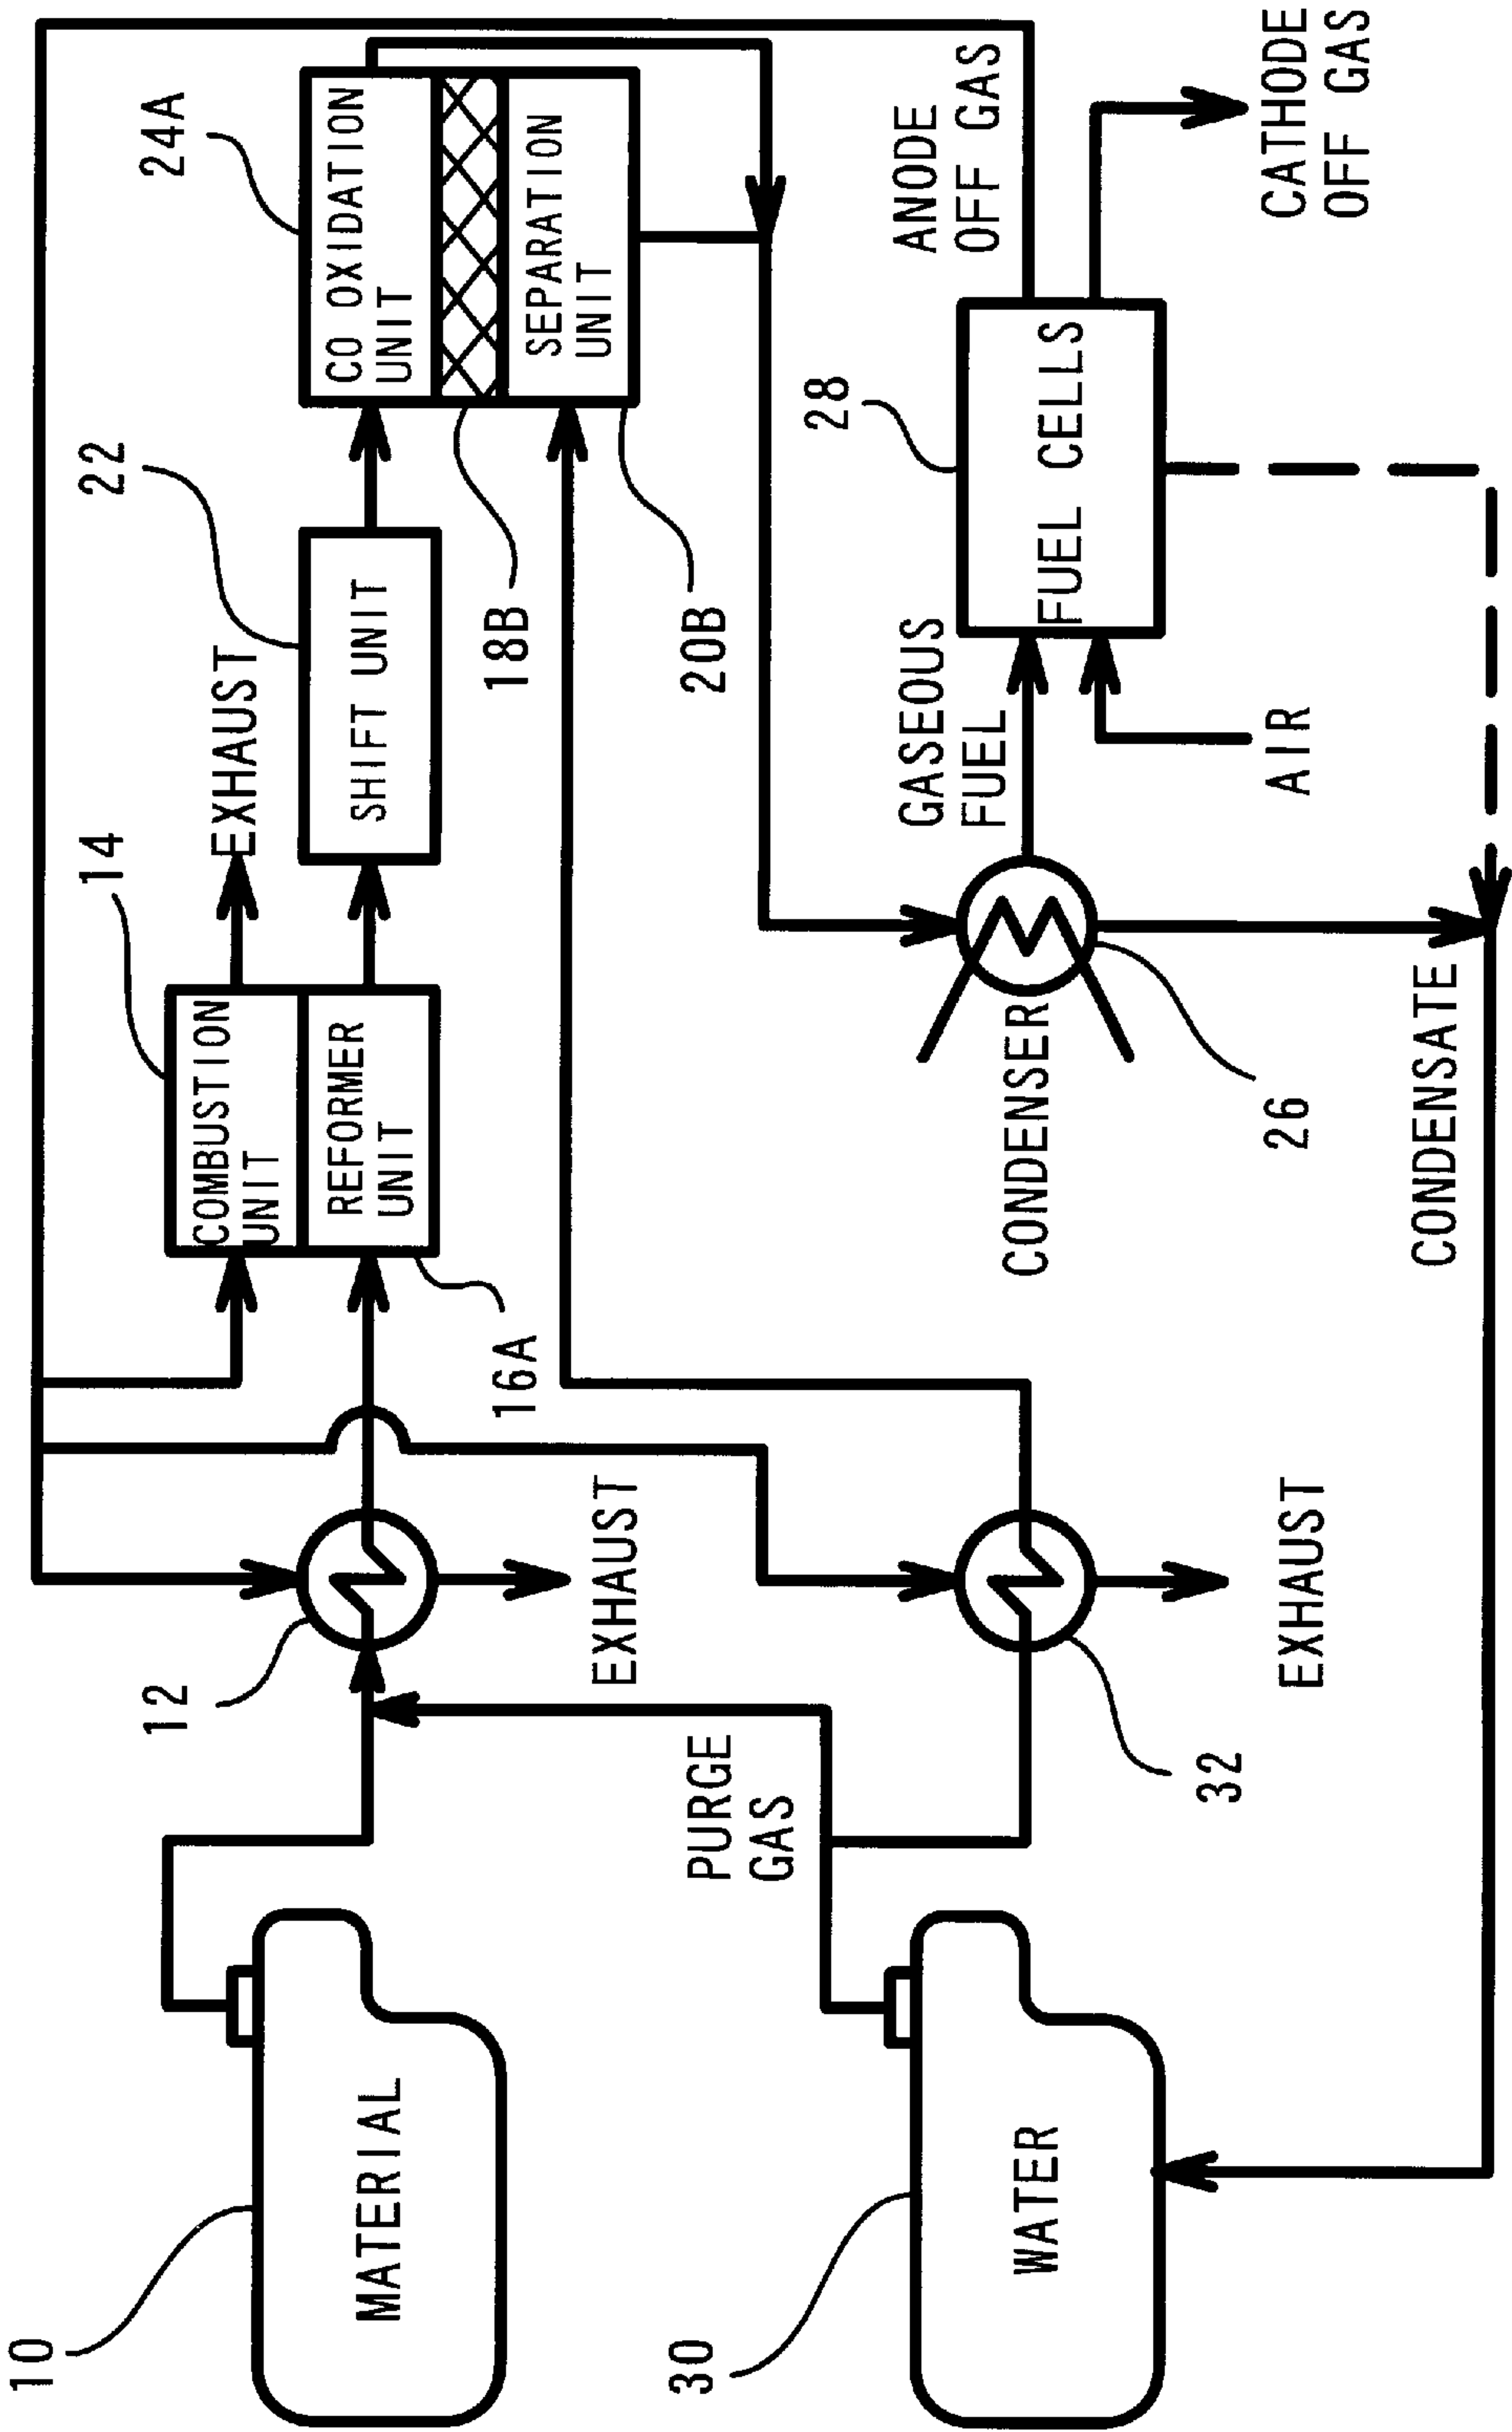 10
14
22
24A
12
COMBUSTION
UNIT
EXHAUST
REFORMER
UNIT
SHIFT UNIT
CO OXIDATION
UNIT
MATERIAL
16A
18B
SEPARATION
UNIT
EXHAUST
20B
30
PURGE
GAS
28
GASEOUS
FUEL
ANODE
OFF GAS
WATER
CONDENSER
FUEL CELLS
32
EXHAUST
26
AIR
CATHODE
OFF GAS
CONDENSATE